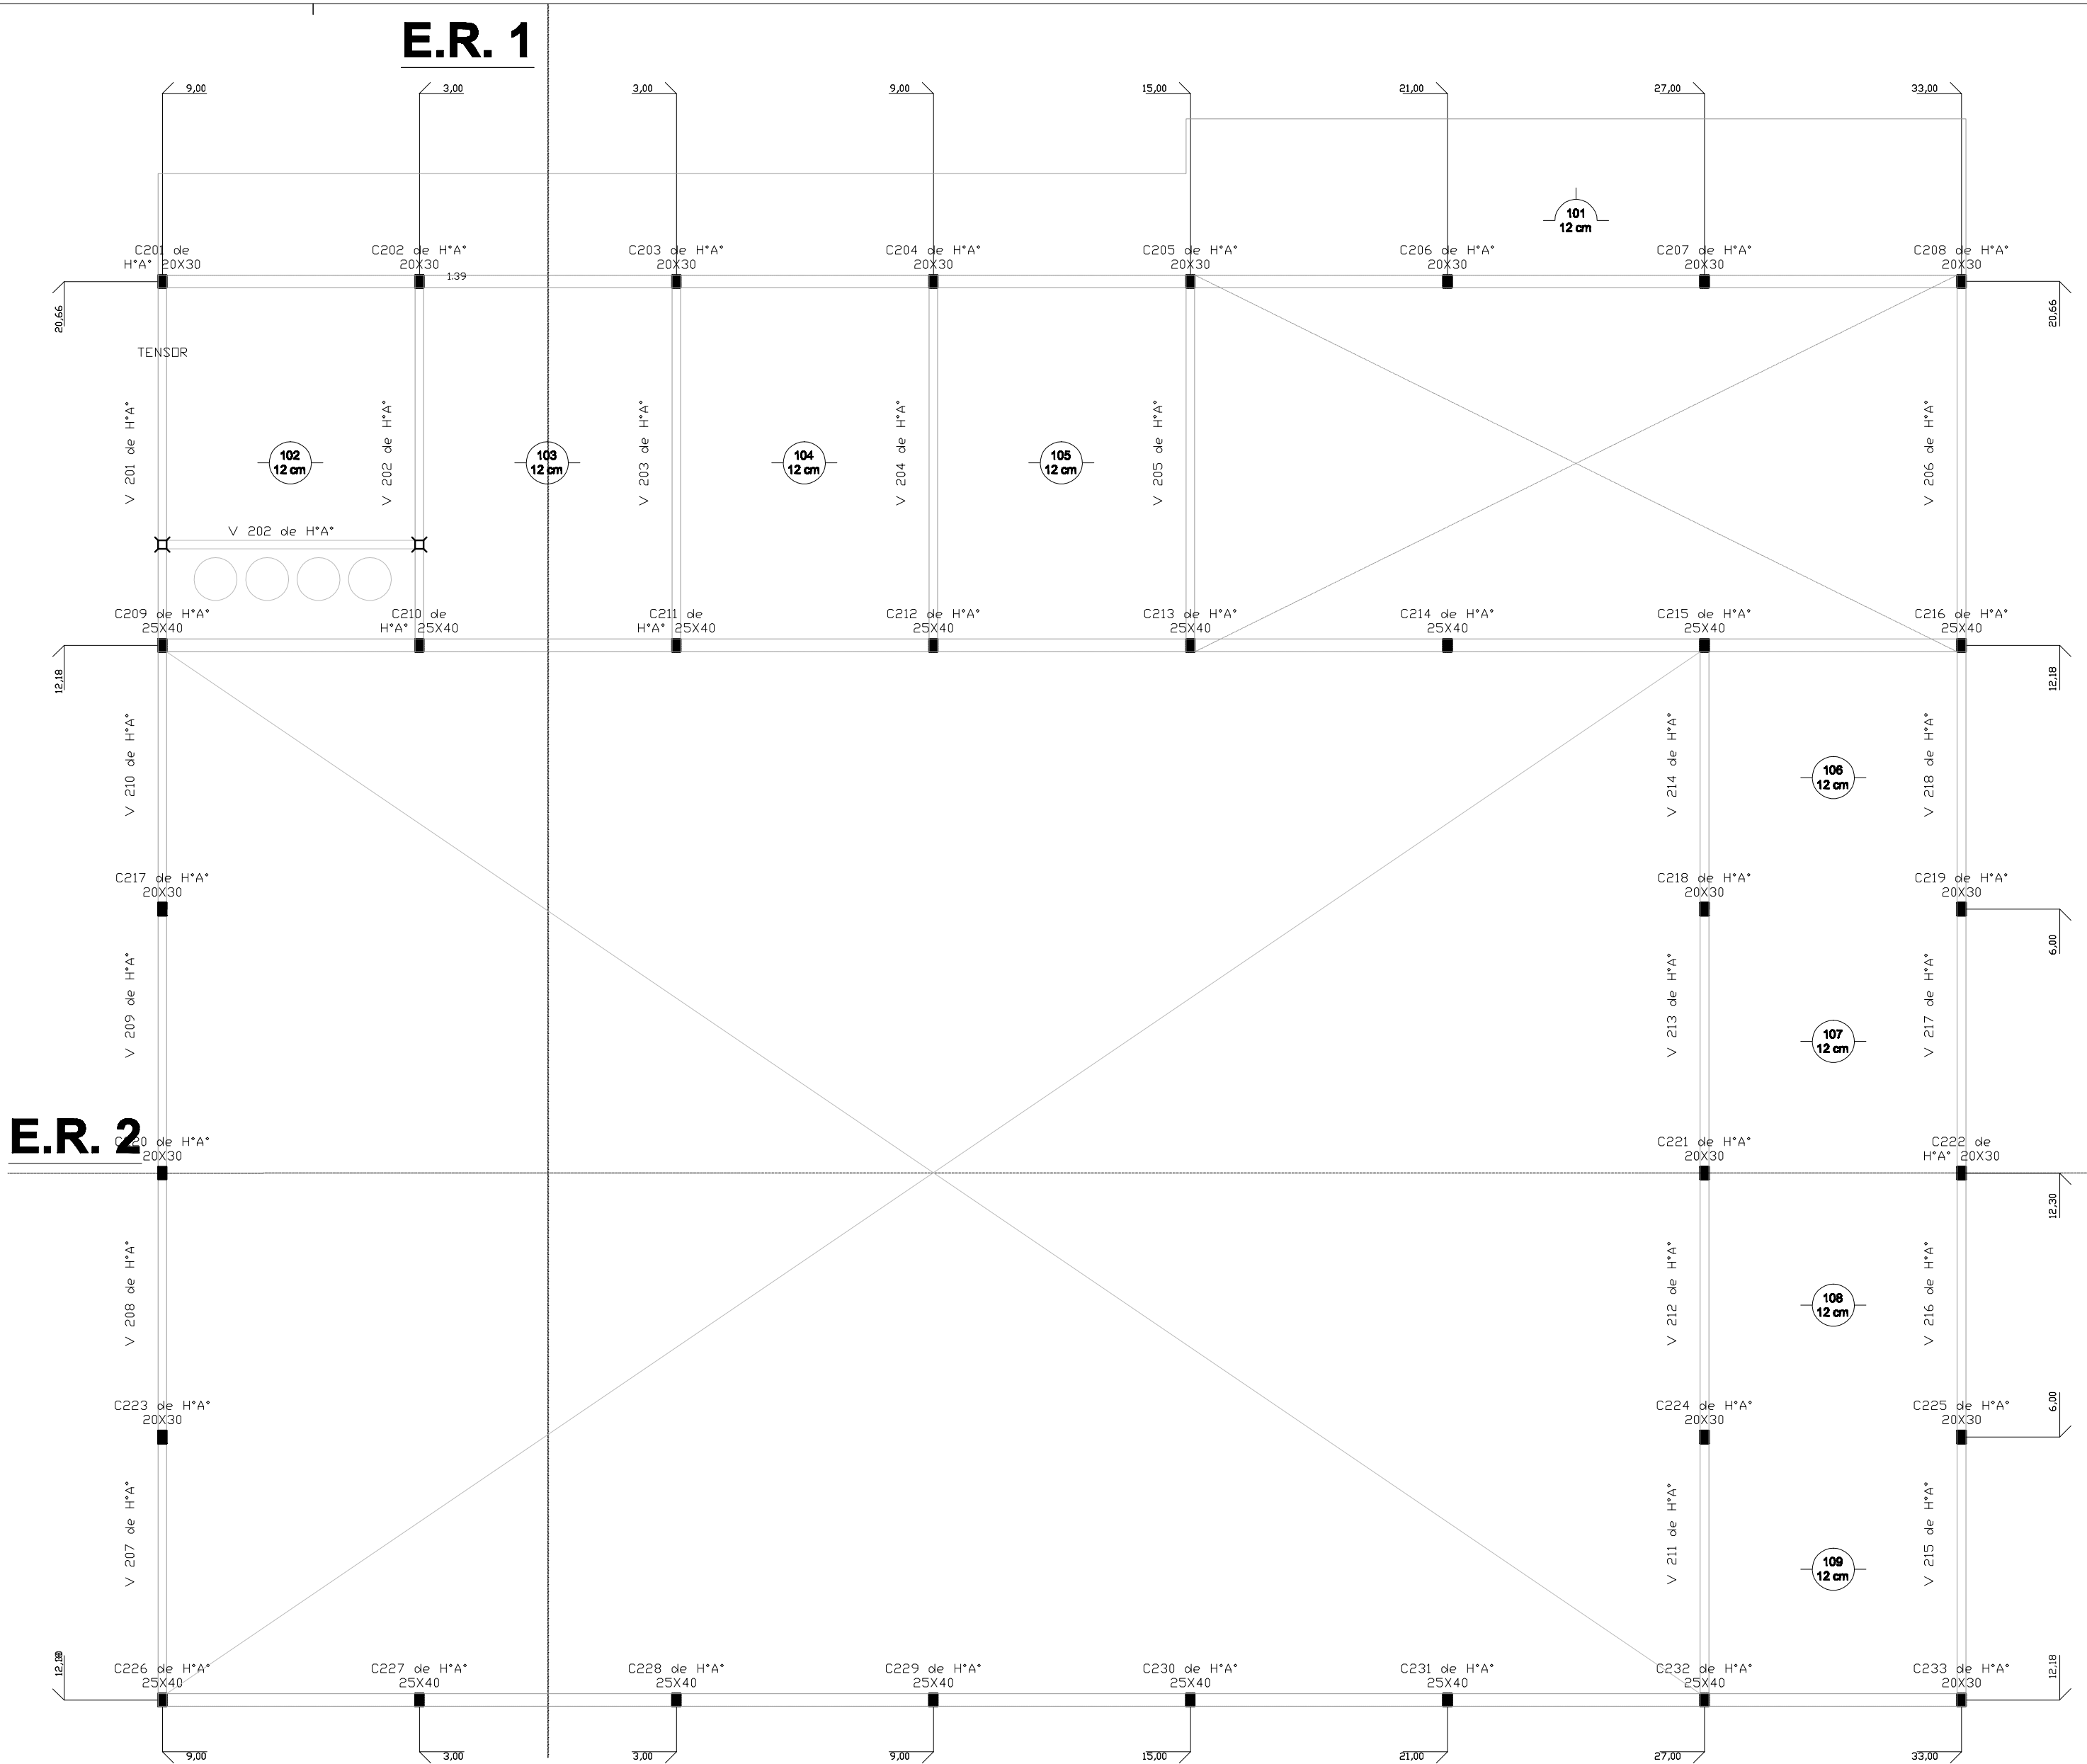 E.R. 1
9,00
3,00
3,00
9,00
15,00
21,00
27,00
33,00
101
12 cm
C201 de
H°A° 20X30
C202 de H°A°
20X30
C203 de H°A°
20X30
C204 de H°A°
20X30
C205 de H°A°
20X30
C206 de H°A°
20X30
C207 de H°A°
20X30
C208 de H°A°
20X30
1.39
20,66
20,66
TENSOR
V 201 de H°A°
V 202 de H°A°
V 203 de H°A°
V 204 de H°A°
V 205 de H°A°
V 206 de H°A°
102
12 cm
103
12 cm
104
12 cm
105
12 cm
V 202 de H°A°
C209 de H°A°
25X40
C210 de
H°A° 25X40
C211 de
H°A° 25X40
C212 de H°A°
25X40
C213 de H°A°
25X40
C214 de H°A°
25X40
C215 de H°A°
25X40
C216 de H°A°
25X40
12,18
12,18
V 210 de H°A°
V 214 de H°A°
V 218 de H°A°
106
12 cm
C217 de H°A°
20X30
C218 de H°A°
20X30
C219 de H°A°
20X30
6,00
V 209 de H°A°
V 213 de H°A°
V 217 de H°A°
107
12 cm
E.R. 2
C220 de H°A°
20X30
C221 de H°A°
20X30
C222 de
H°A° 20X30
12,30
V 208 de H°A°
V 212 de H°A°
V 216 de H°A°
108
12 cm
C223 de H°A°
20X30
C224 de H°A°
20X30
C225 de H°A°
20X30
6,00
V 207 de H°A°
V 211 de H°A°
V 215 de H°A°
109
12 cm
C226 de H°A°
25X40
C227 de H°A°
25X40
C228 de H°A°
25X40
C229 de H°A°
25X40
C230 de H°A°
25X40
C231 de H°A°
25X40
C232 de H°A°
25X40
C233 de H°A°
20X30
12,18
9,00
3,00
3,00
9,00
15,00
21,00
27,00
33,00